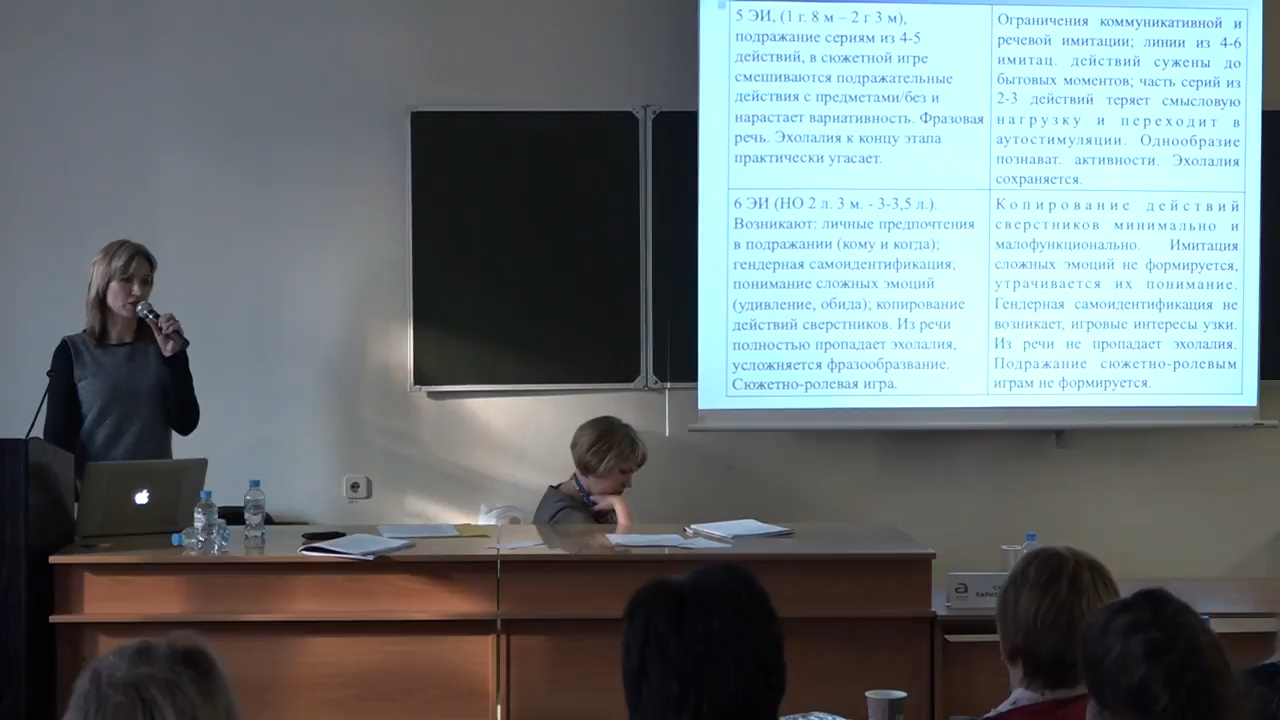 5 ЭИ, (1 г. 8 м – 2 г 3 м),
подражание сериям из 4-5
действий, в сюжетной игре
смешиваются подражательные
действия с предметами/без и
нарастает вариативность. Фразовая
речь. Эхолалия к концу этапа
практически угасает.
Ограничения коммуникативной и
речевой имитации; линии из 4-6
имитац. действий сужены до
бытовых моментов; часть серий из
2-3 действий теряет смысловую
нагрузку и переходит в
аутостимуляции. Однообразие
познават. активности. Эхолалия
сохраняется.
6 ЭИ (НО 2 л. 3 м. - 3-3,5 л.).
Возникают: личные предпочтения
в подражании (кому и когда);
гендерная самоидентификация;
понимание сложных эмоций
(удивление, обида); копирование
действий сверстников. Из речи
полностью пропадает эхолалия,
усложняется фразообразвание.
Сюжетно-ролевая игра.
Копирование действий
сверстников минимально и
малофункционально. Имитация
сложных эмоций не формируется,
утрачивается их понимание.
Гендерная самоидентификация не
возникает, игровые интересы узки.
Из речи не пропадает эхолалия.
Подражание сюжетно-ролевым
играм не формируется.